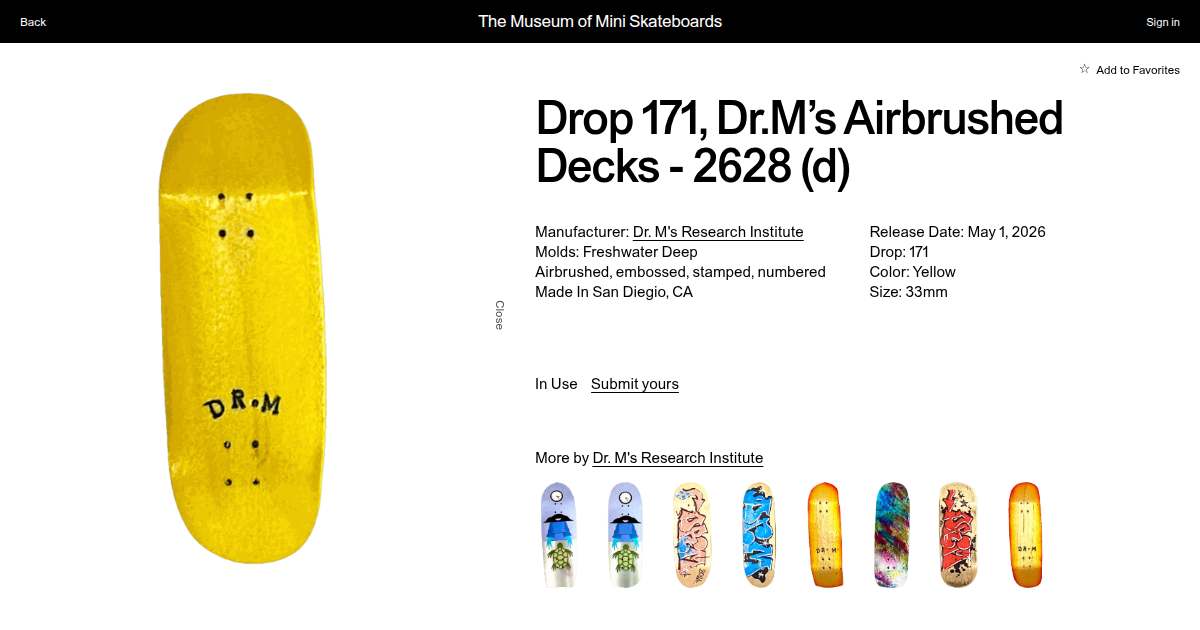 Back
The Museum of Mini Skateboards
Sign in
☆ Add to Favorites
Drop 171, Dr.M’s Airbrushed
Decks - 2628 (d)
Manufacturer: Dr. M's Research Institute
Molds: Freshwater Deep
Airbrushed, embossed, stamped, numbered
Made In San Diegio, CA
Release Date: May 1, 2026
Drop: 171
Color: Yellow
Size: 33mm
Close
DR•M
In Use Submit yours
More by Dr. M's Research Institute
DR•M
DR•M